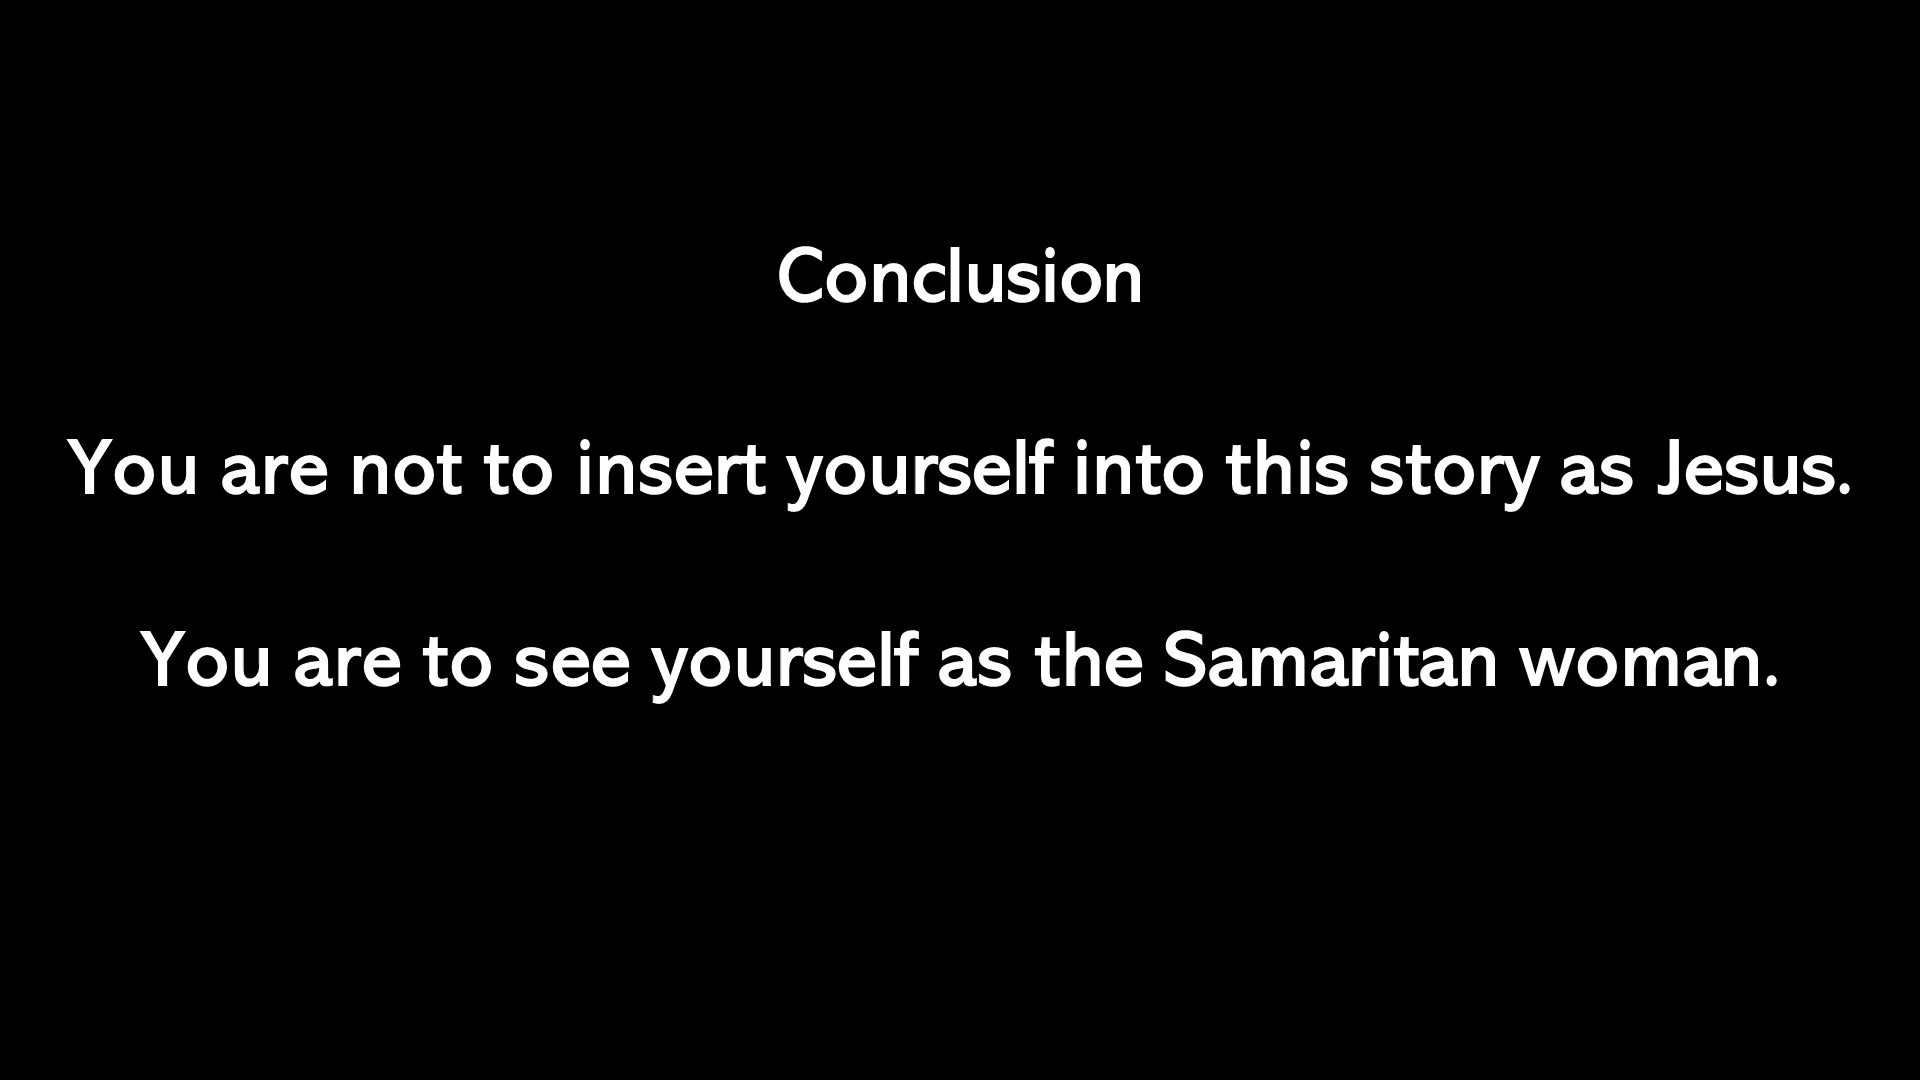 Conclusion
You are not to insert yourself into this story as Jesus.
You are to see yourself as the Samaritan woman.